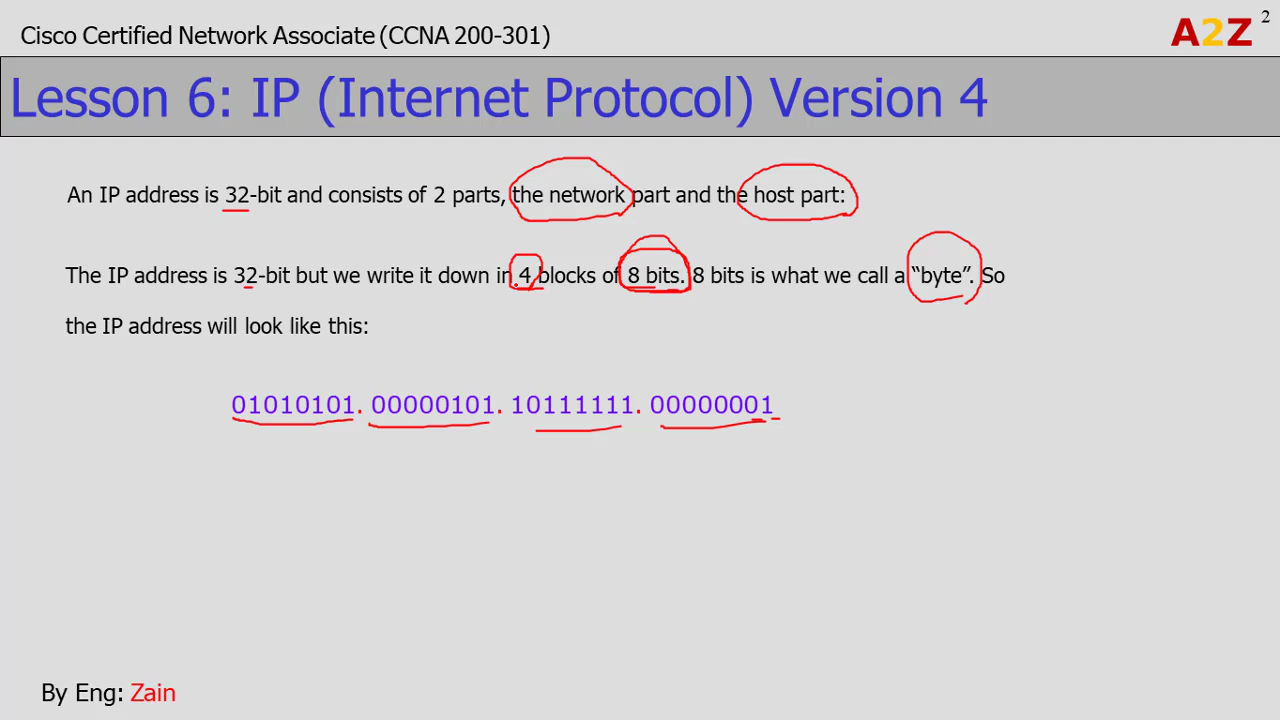 Cisco Certified Network Associate (CCNA 200-301)
A2Z
2
Lesson 6: IP (Internet Protocol) Version 4
An IP address is 32-bit and consists of 2 parts, the network part and the host part:
The IP address is 32-bit but we write it down in 4 blocks of 8 bits. 8 bits is what we call a “byte”. So
the IP address will look like this:
01010101. 00000101. 10111111. 00000001
By Eng: Zain